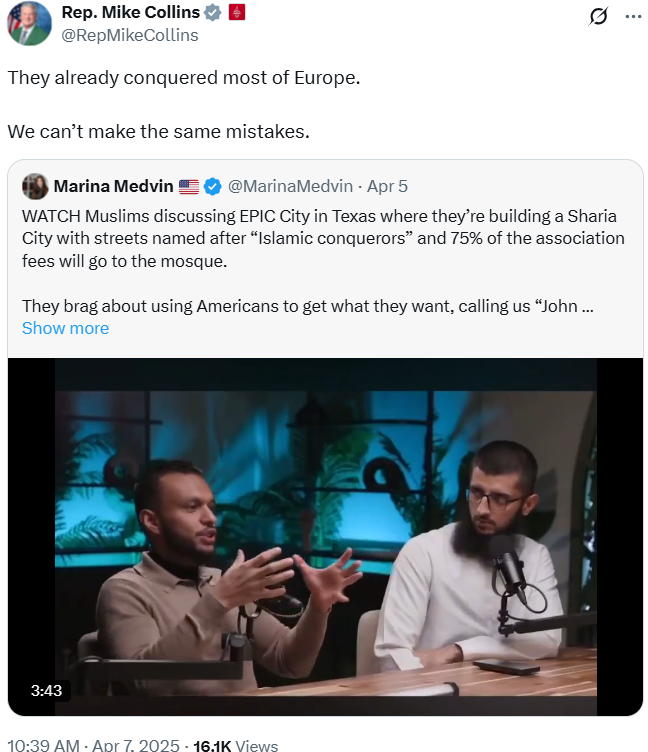 Rep. Mike Collins
@RepMikeCollins
They already conquered most of Europe.
We can’t make the same mistakes.
Marina Medvin 🇺🇸 @MarinaMedvin · Apr 5
WATCH Muslims discussing EPIC City in Texas where they’re building a Sharia
City with streets named after “Islamic conquerors” and 75% of the association
fees will go to the mosque.
They brag about using Americans to get what they want, calling us “John ...
Show more
3:43
10:39 AM · Apr 7, 2025 · 16.1K Views